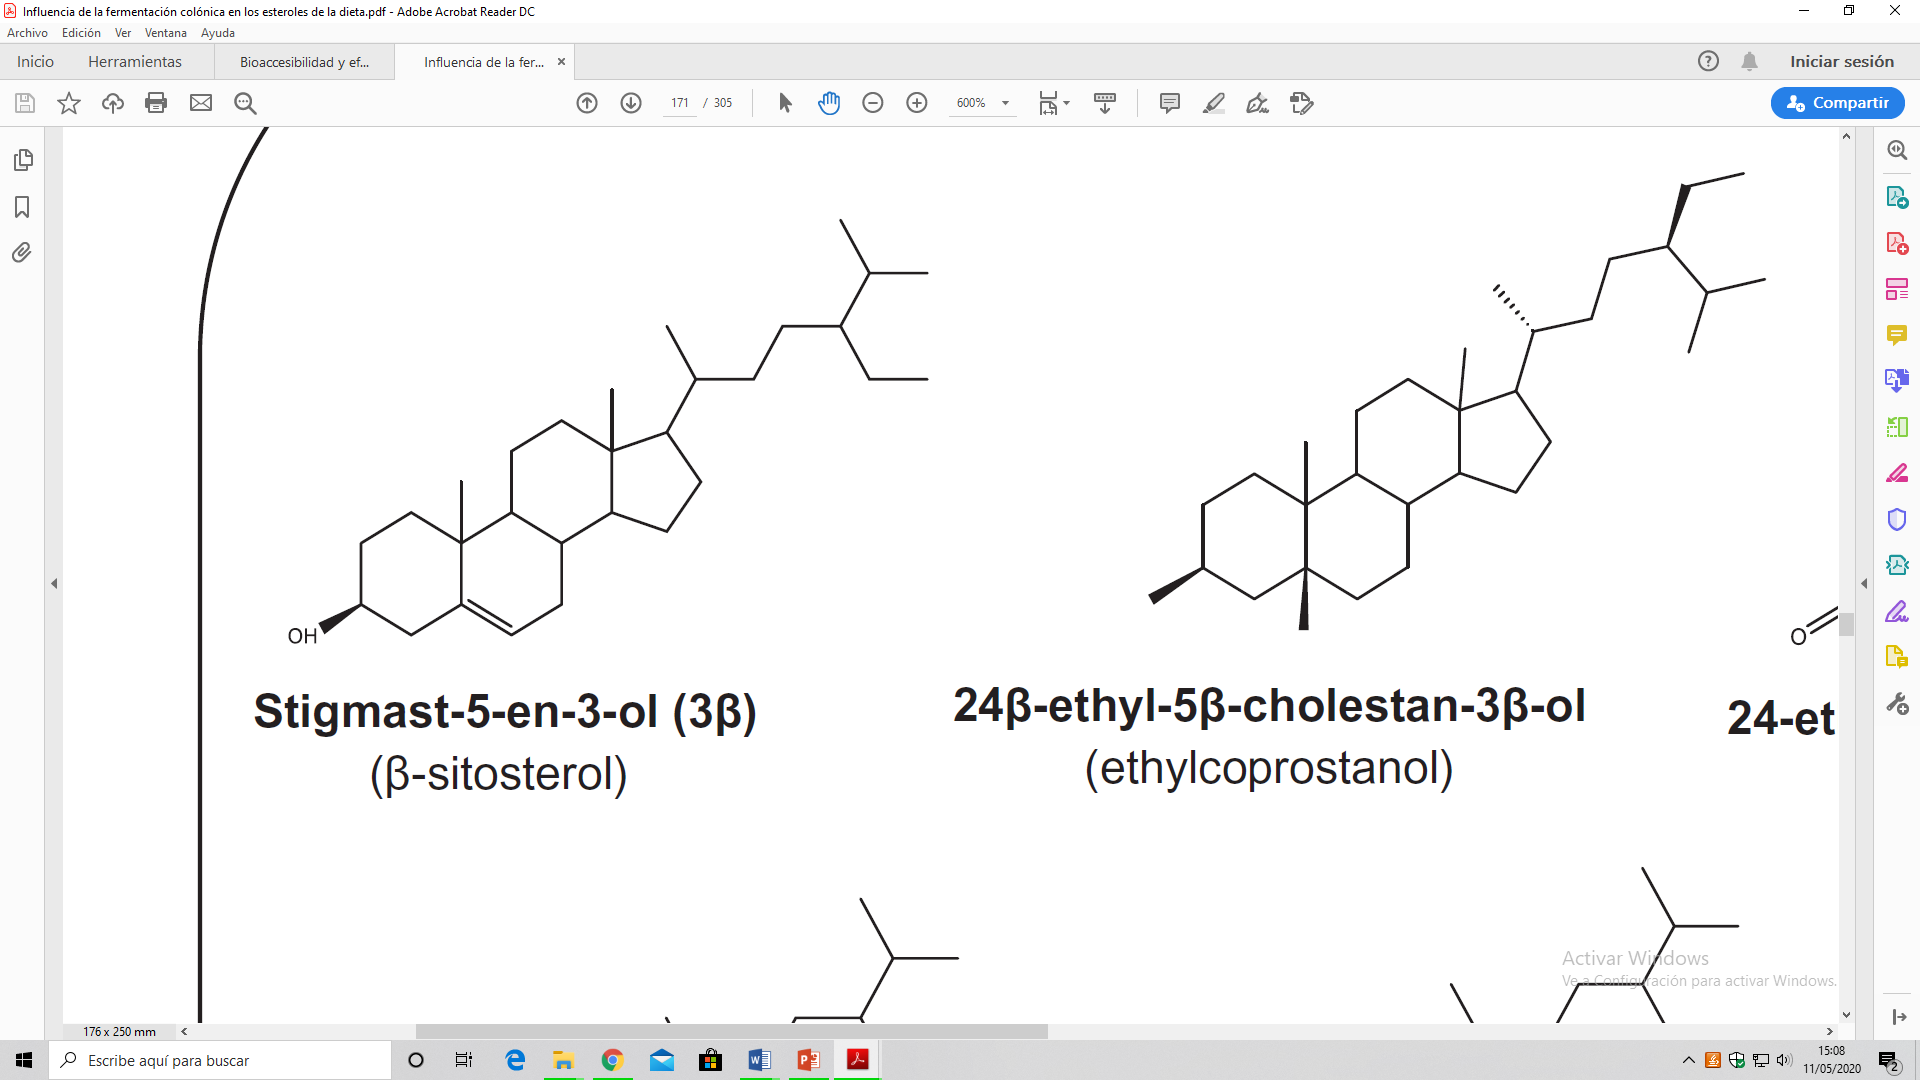 Influencia de la fermentación colónica en los esteroles de la dieta.pdf - Adobe Acrobat Reader DC
Archivo Edición Ver Ventana Ayuda
Inicio Herramientas Bioaccesibilidad y ef... Influencia de la fer... × Iniciar sesión
171 / 305 600% Compartir
OH
O
Stigmast-5-en-3-ol (3β)
(β-sitosterol)
24β-ethyl-5β-cholestan-3β-ol
(ethylcoprostanol)
24-et
Activar Windows
Ve a Configuración para activar Windows.
176 x 250 mm
Escribe aquí para buscar
15:08
11/05/2020
2